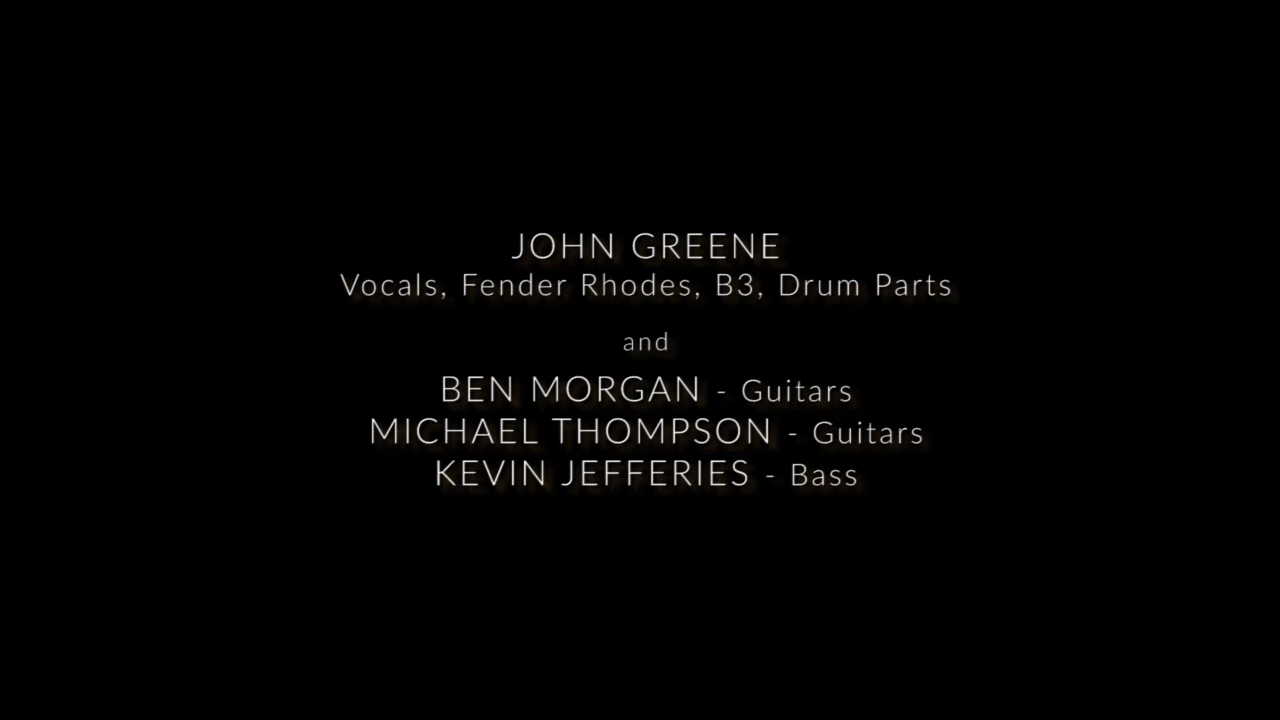 JOHN GREENE
Vocals, Fender Rhodes, B3, Drum Parts
and
BEN MORGAN - Guitars
MICHAEL THOMPSON - Guitars
KEVIN JEFFERIES - Bass